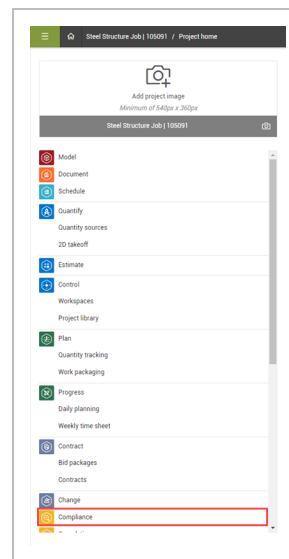 Steel Structure Job | 105091 / Project home
Add project image
Minimum of 540px x 360px
Steel Structure Job | 105091
Model
Document
Schedule
Quantify
Quantity sources
2D takeoff
Estimate
Control
Workspaces
Project library
Plan
Quantity tracking
Work packaging
Progress
Daily planning
Weekly time sheet
Contract
Bid packages
Contracts
Change
Compliance